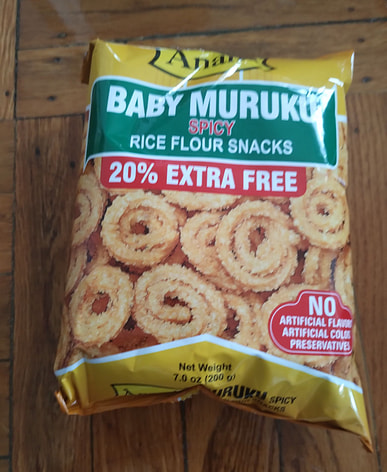 BABY MURUKU
SPICY
RICE FLOUR SNACKS
20% EXTRA FREE
NO
ARTIFICIAL FLAVOR
ARTIFICIAL COLOR
PRESERVATIVES
Net Weight
7.0 oz (200 g)
MURUKU SPICY